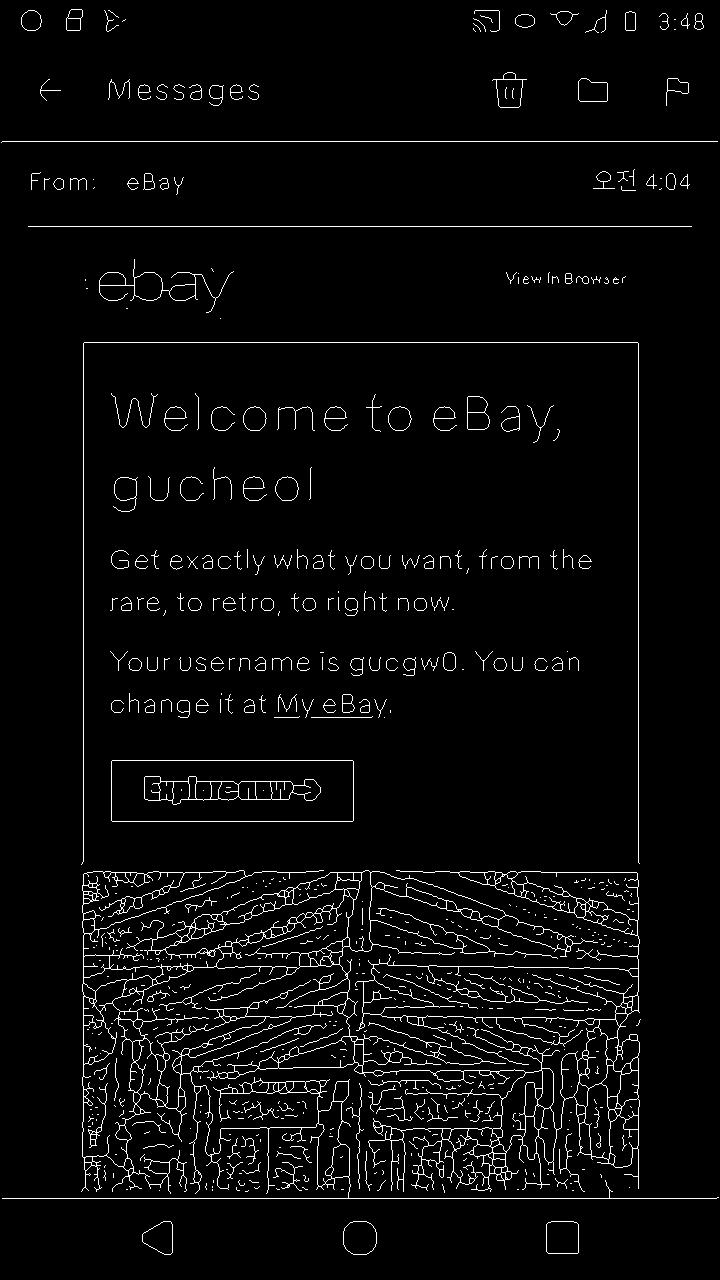 3:48
Messages
From: eBay 오전 4:04
ebay View In Browser
Welcome to eBay,
gucheol
Get exactly what you want, from the
rare, to retro, to right now.
Your username is gucgw0. You can
change it at My eBay.
Explore now →